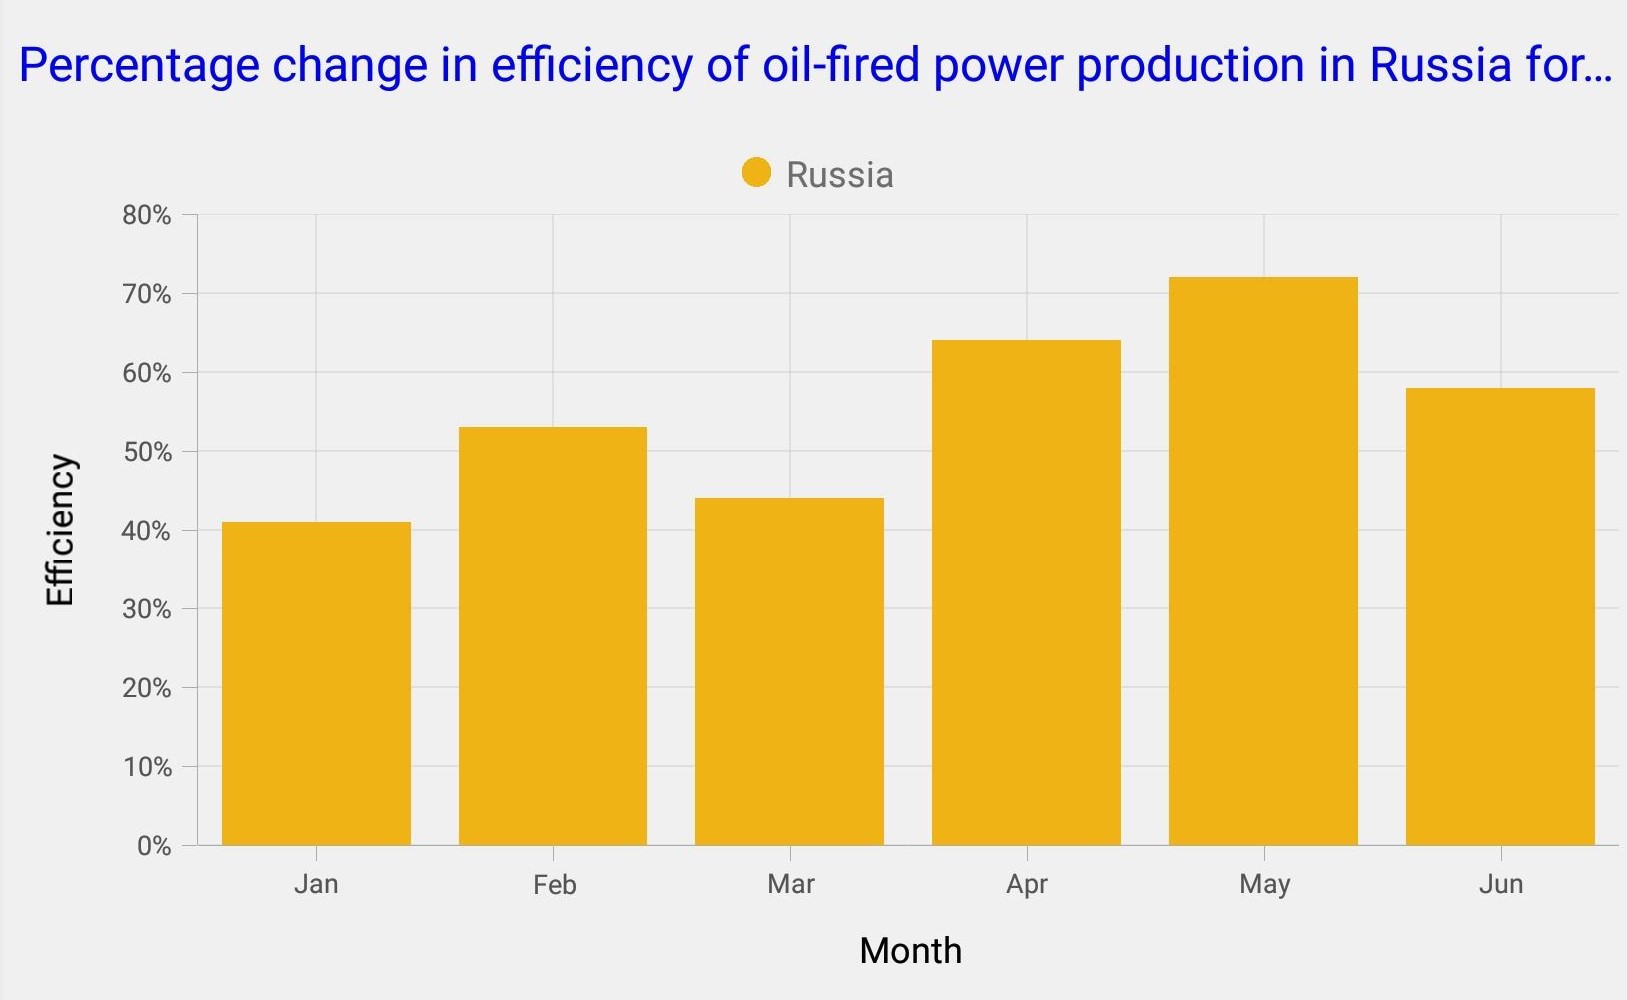 Percentage change in efficiency of oil-fired power production in Russia for...
Russia
80%
70%
60%
50%
40%
30%
20%
10%
0%
Efficiency
Jan Feb Mar Apr May Jun
Month